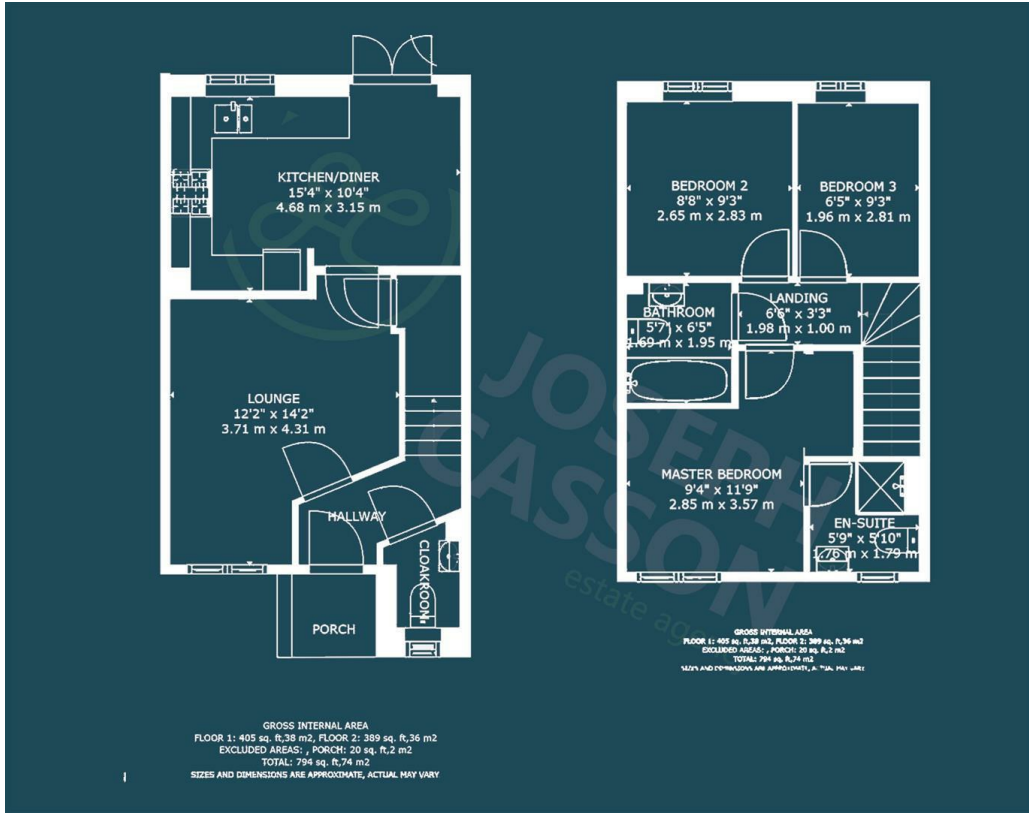 KITCHEN/DINER
15'4" x 10'4"
4.68 m x 3.15 m
LOUNGE
12'2" x 14'2"
3.71 m x 4.31 m
HALLWAY
CLOAKROOM
PORCH
GROSS INTERNAL AREA
FLOOR 1: 405 sq. ft,38 m2, FLOOR 2: 389 sq. ft,36 m2
EXCLUDED AREAS: , PORCH: 20 sq. ft,2 m2
TOTAL: 794 sq. ft,74 m2
SIZES AND DIMENSIONS ARE APPROXIMATE, ACTUAL MAY VARY
BEDROOM 2
8'8" x 9'3"
2.65 m x 2.83 m
BEDROOM 3
6'5" x 9'3"
1.96 m x 2.81 m
LANDING
6'6" x 3'3"
1.98 m x 1.00 m
BATHROOM
5'7" x 6'5"
1.69 m x 1.95 m
MASTER BEDROOM
9'4" x 11'9"
2.85 m x 3.57 m
EN-SUITE
5'9" x 5'10"
1.76 m x 1.79 m
GROSS INTERNAL AREA
FLOOR 1: 405 sq. ft,38 m2, FLOOR 2: 389 sq. ft,36 m2
EXCLUDED AREAS: , PORCH: 20 sq. ft,2 m2
TOTAL: 794 sq. ft,74 m2
SIZES AND DIMENSIONS ARE APPROXIMATE, ACTUAL MAY VARY
JOSEPH
CASSON
estate